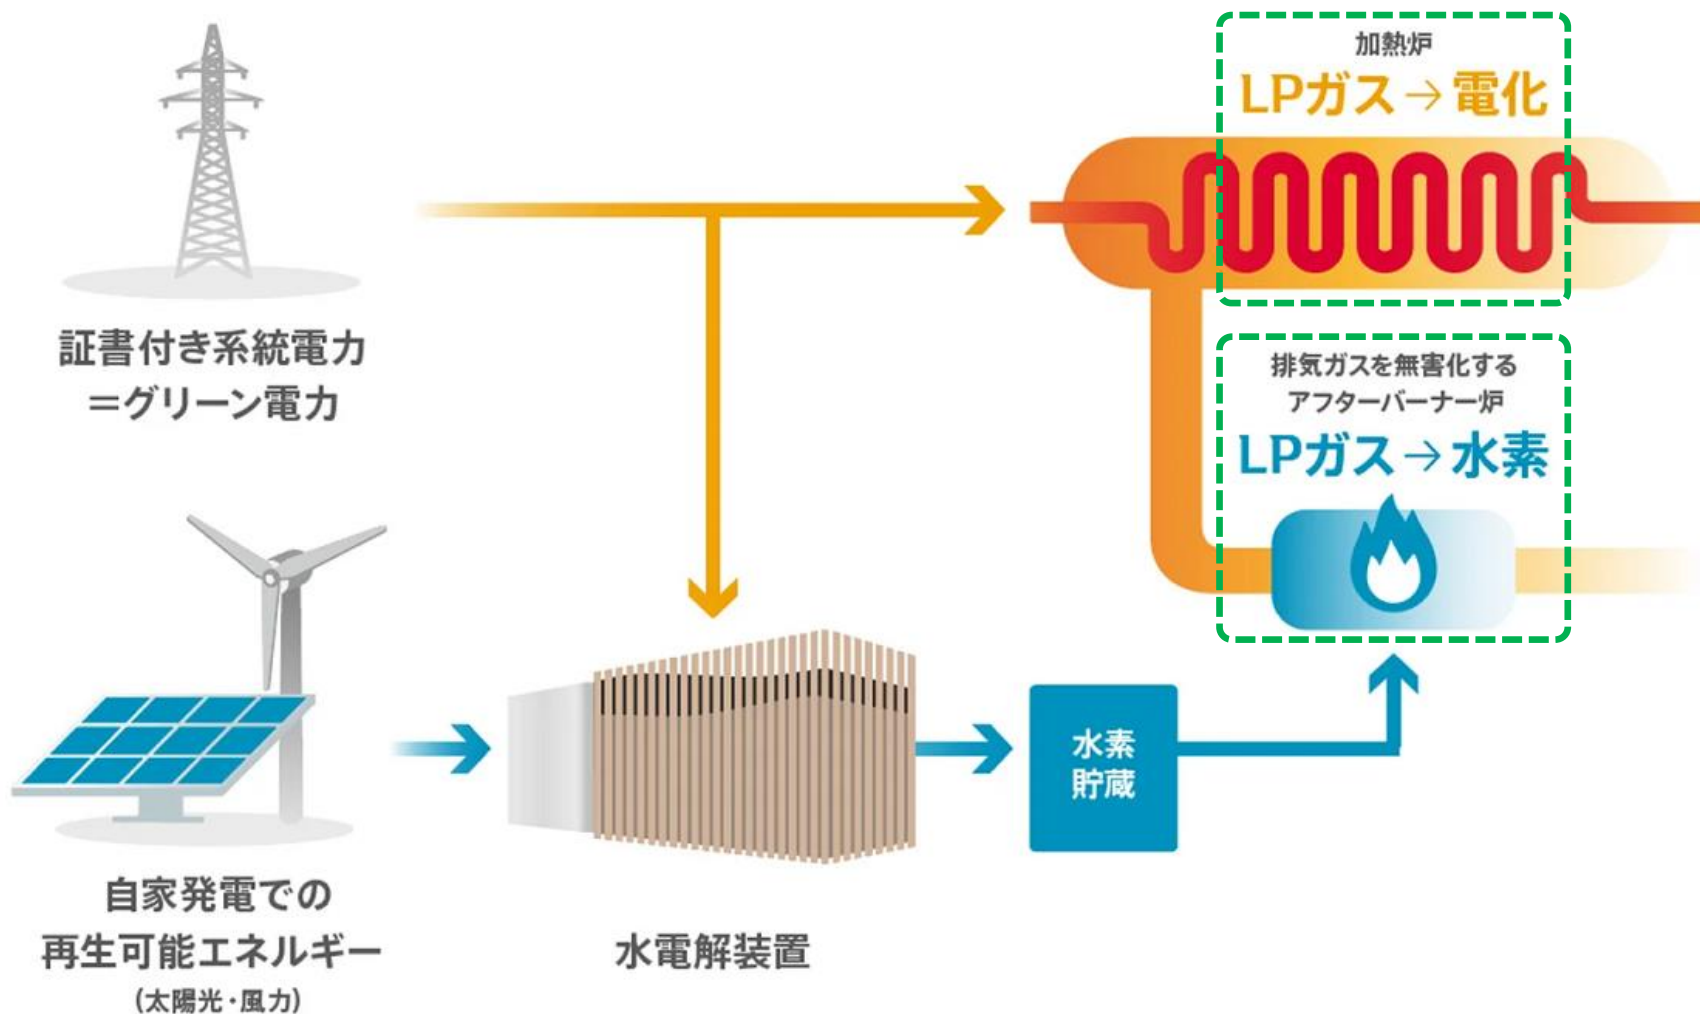 加熱炉
LPガス→電化
証書付き系統電力
＝グリーン電力
排気ガスを無害化する
アフターバーナー炉
LPガス→水素
水素
貯蔵
自家発電での
再生可能エネルギー
(太陽光・風力)
水電解装置